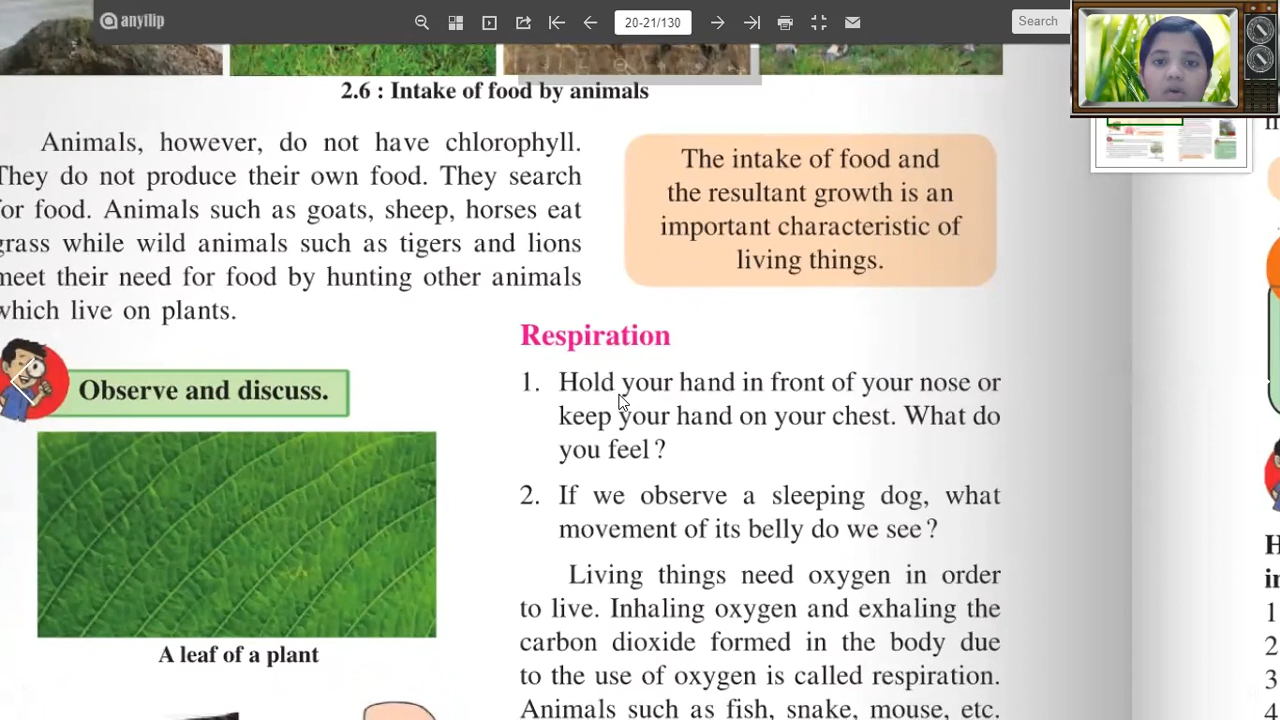 anyflip
20-21/130
Search
2.6 : Intake of food by animals
Animals, however, do not have chlorophyll.
They do not produce their own food. They search
for food. Animals such as goats, sheep, horses eat
grass while wild animals such as tigers and lions
meet their need for food by hunting other animals
which live on plants.
Observe and discuss.
A leaf of a plant
The intake of food and
the resultant growth is an
important characteristic of
living things.
Respiration
1. Hold your hand in front of your nose or
keep your hand on your chest. What do
you feel ?
2. If we observe a sleeping dog, what
movement of its belly do we see ?
Living things need oxygen in order
to live. Inhaling oxygen and exhaling the
carbon dioxide formed in the body due
to the use of oxygen is called respiration.
Animals such as fish, snake, mouse, etc.
1
2
3
4